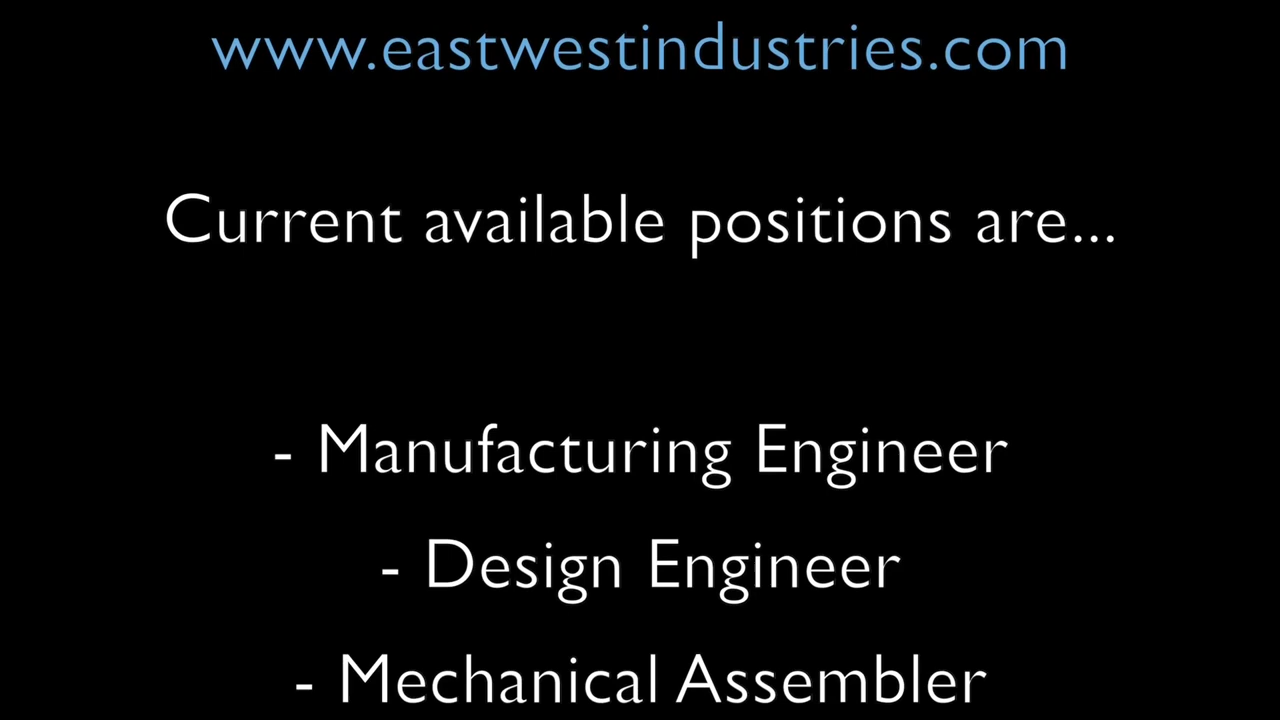 www.eastwestindustries.com
Current available positions are...
- Manufacturing Engineer
- Design Engineer
- Mechanical Assembler